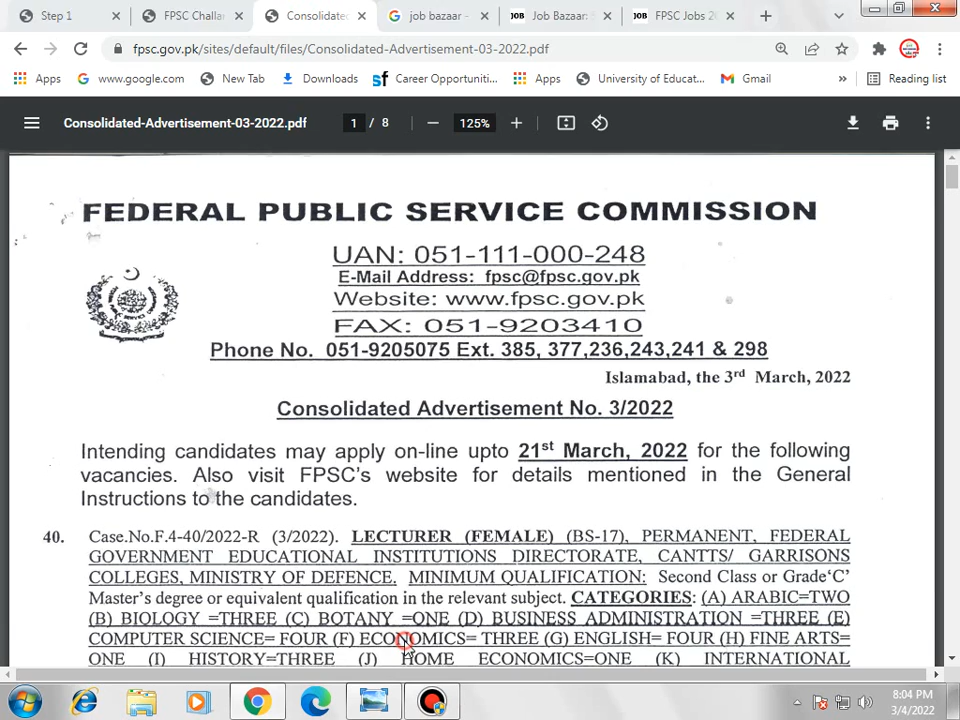 Step 1
FPSC Challa
Consolidate
job bazaar -
Job Bazaar:
FPSC Jobs 20
fpsc.gov.pk/sites/default/files/Consolidated-Advertisement-03-2022.pdf
Apps
www.google.com
New Tab
Downloads
Career Opportuniti...
Apps
University of Educat...
Gmail
»
Reading list
Consolidated-Advertisement-03-2022.pdf
1 / 8
125%
FEDERAL PUBLIC SERVICE COMMISSION
UAN: 051-111-000-248
E-Mail Address: fpsc@fpsc.gov.pk
Website: www.fpsc.gov.pk
FAX: 051-9203410
Phone No. 051-9205075 Ext. 385, 377,236,243,241 & 298
Islamabad, the 3rd March, 2022
Consolidated Advertisement No. 3/2022
Intending candidates may apply on-line upto 21st March, 2022 for the following
vacancies. Also visit FPSC's website for details mentioned in the General
Instructions to the candidates.
40. Case.No.F.4-40/2022-R (3/2022). LECTURER (FEMALE) (BS-17), PERMANENT, FEDERAL
GOVERNMENT EDUCATIONAL INSTITUTIONS DIRECTORATE, CANTTS/ GARRISONS
COLLEGES, MINISTRY OF DEFENCE. MINIMUM QUALIFICATION: Second Class or Grade'C'
Master's degree or equivalent qualification in the relevant subject. CATEGORIES: (A) ARABIC=TWO
(B) BIOLOGY =THREE (C) BOTANY =ONE (D) BUSINESS ADMINISTRATION =THREE (E)
COMPUTER SCIENCE= FOUR (F) ECONOMICS= THREE (G) ENGLISH= FOUR (H) FINE ARTS=
ONE (I) HISTORY=THREE (J) HOME ECONOMICS=ONE (K) INTERNATIONAL
8:04 PM
3/4/2022